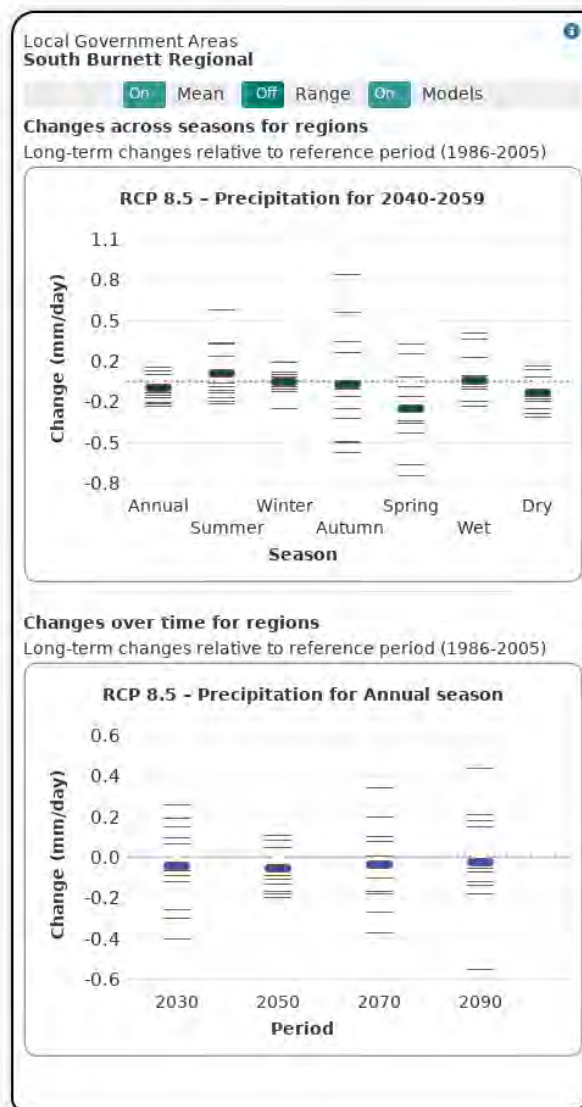 i
Local Government Areas
South Burnett Regional
On Mean Off Range On Models
Changes across seasons for regions
Long-term changes relative to reference period (1986-2005)
RCP 8.5 – Precipitation for 2040-2059
Change (mm/day)
1.1
0.8
0.5
0.2
-0.2
-0.5
-0.8
Annual Winter Spring Dry
Summer Autumn Wet
Season
Changes over time for regions
Long-term changes relative to reference period (1986-2005)
RCP 8.5 – Precipitation for Annual season
Change (mm/day)
0.6
0.4
0.2
0.0
-0.2
-0.4
-0.6
2030 2050 2070 2090
Period